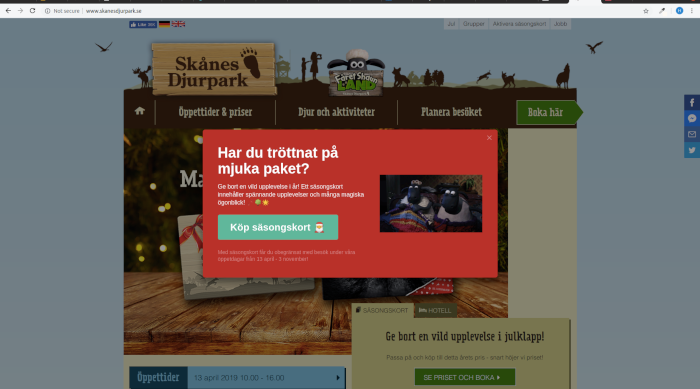 Not secure | www.skanesdjurpark.se
Like
Jul
Grupper
Aktivera säsongskort
Jobb
Skånes
Djurpark
Fåret Shaun
LAND
Öppettider & priser
Djur och aktiviteter
Planera besöket
Boka här
Ma
Har du tröttnat på
mjuka paket?
Ge bort en vild upplevelse i år! Ett säsongskort
innehåller spännande upplevelser och många magiska
ögonblick!
Köp säsongskort
Med säsongskort får du obegränsat med besök under våra
öppetdagar från 13 april - 3 november!
SÄSONGSKORT
HOTELL
Ge bort en vild upplevelse i julklapp!
Passa på och köp till detta årets pris - snart höjer vi priset!
SE PRISET OCH BOKA
Öppettider
13 april 2019 10:00 - 16:00